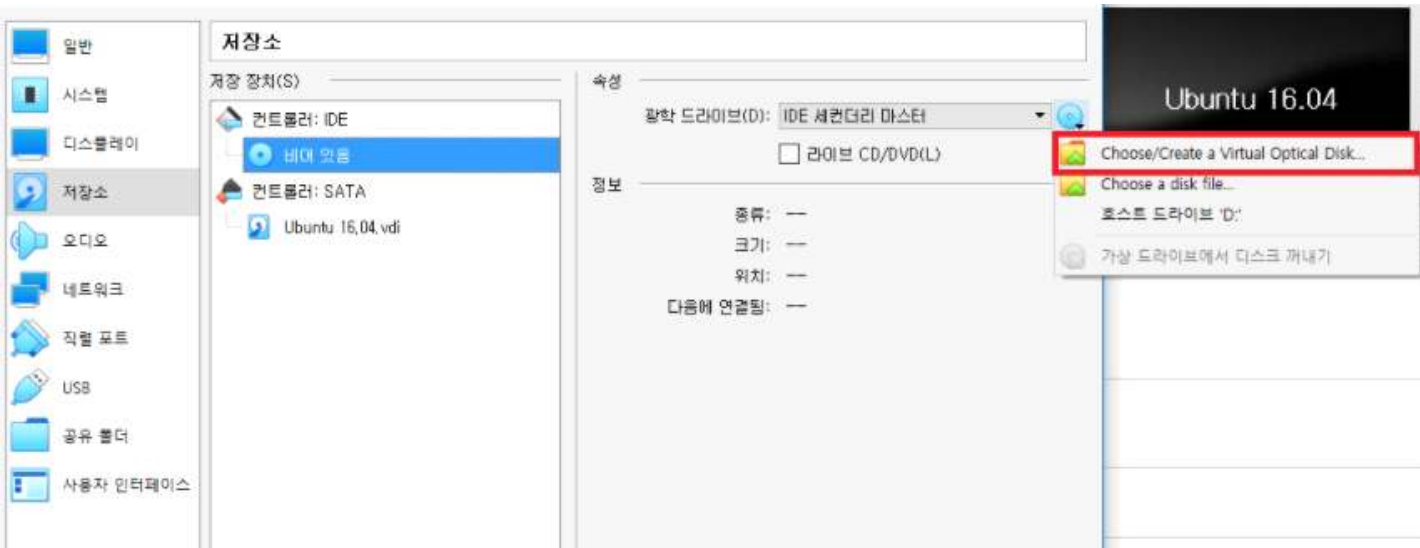 일반
시스템
디스플레이
저장소
오디오
네트워크
직렬 포트
USB
공유 폴더
사용자 인터페이스
저장소
저장 장치(S)
컨트롤러: IDE
비어 있음
컨트롤러: SATA
Ubuntu 16,04,vdi
속성
광학 드라이브(D): IDE 세컨더리 마스터
라이브 CD/DVD(L)
정보
종류: --
크기: --
위치: --
다음에 연결됨: --
Ubuntu 16.04
Choose/Create a Virtual Optical Disk...
Choose a disk file...
호스트 드라이브 'D:'
가상 드라이브에서 디스크 꺼내기